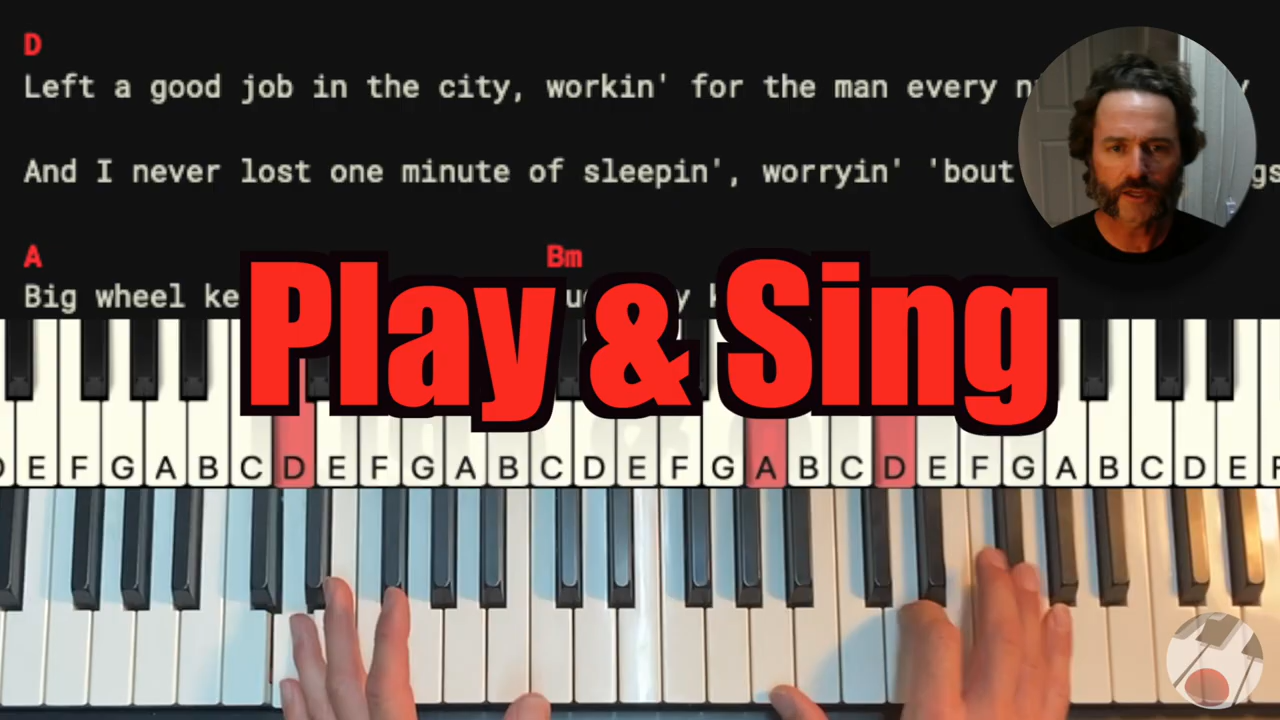 D
Left a good job in the city, workin' for the man every
And I never lost one minute of sleepin', worryin' 'bout
A Bm
Big wheel
Play & Sing
E F G A B C D E F G A B C D E F G A B C D E F G A B C D E